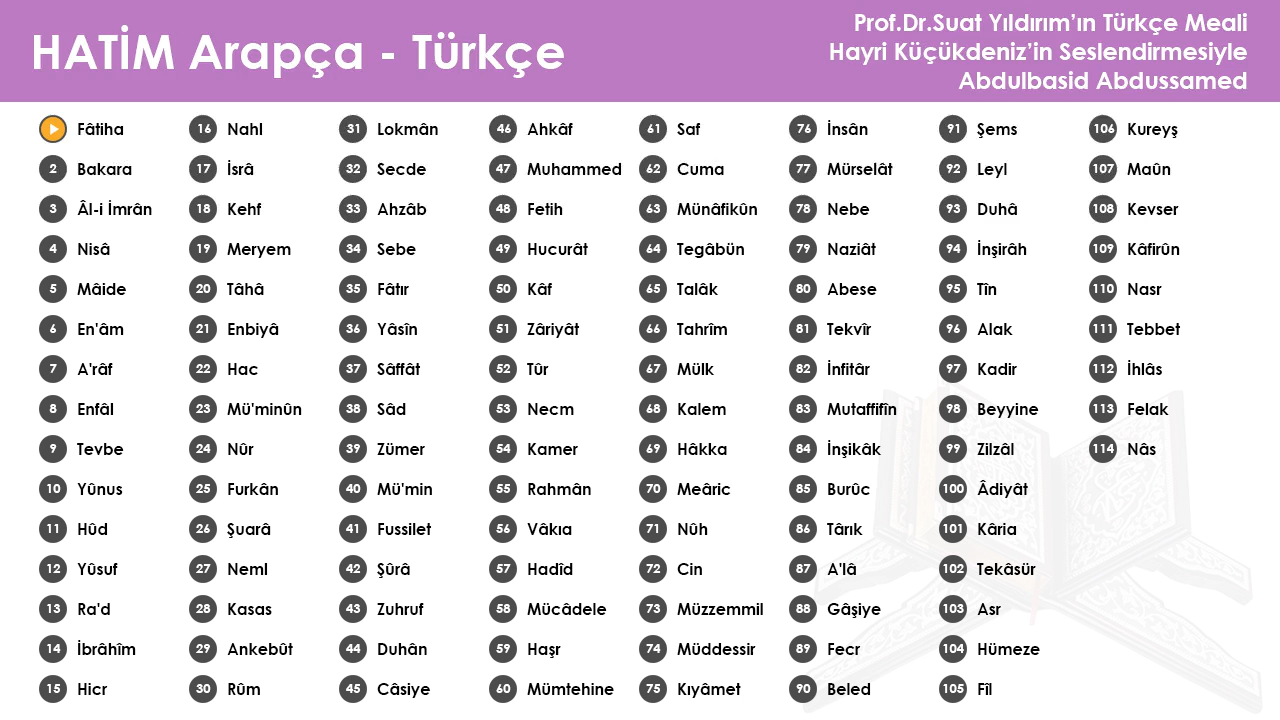 HATİM Arapça - Türkçe
Prof.Dr.Suat Yıldırım’ın Türkçe Meali
Hayri Küçükdeniz’in Seslendirmesiyle
Abdulbasid Abdussamed
Fâtiha
2 Bakara
3 Âl-i İmrân
4 Nisâ
5 Mâide
6 En'âm
7 A'râf
8 Enfâl
9 Tevbe
10 Yûnus
11 Hûd
12 Yûsuf
13 Ra'd
14 İbrâhîm
15 Hicr
16 Nahl
17 İsrâ
18 Kehf
19 Meryem
20 Tâhâ
21 Enbiyâ
22 Hac
23 Mü'minûn
24 Nûr
25 Furkân
26 Şuarâ
27 Neml
28 Kasas
29 Ankebût
30 Rûm
31 Lokmân
32 Secde
33 Ahzâb
34 Sebe
35 Fâtır
36 Yâsîn
37 Sâffât
38 Sâd
39 Zümer
40 Mü'min
41 Fussilet
42 Şûrâ
43 Zuhruf
44 Duhân
45 Câsiye
46 Ahkâf
47 Muhammed
48 Fetih
49 Hucurât
50 Kâf
51 Zâriyât
52 Tûr
53 Necm
54 Kamer
55 Rahmân
56 Vâkıa
57 Hadîd
58 Mücâdele
59 Haşr
60 Mümtehine
61 Saf
62 Cuma
63 Münâfikûn
64 Tegâbün
65 Talâk
66 Tahrîm
67 Mülk
68 Kalem
69 Hâkka
70 Meâric
71 Nûh
72 Cin
73 Müzzemmil
74 Müddessir
75 Kıyâmet
76 İnsân
77 Mürselât
78 Nebe
79 Naziât
80 Abese
81 Tekvîr
82 İnfitâr
83 Mutaffifîn
84 İnşikâk
85 Burûc
86 Târık
87 A'lâ
88 Gâşiye
89 Fecr
90 Beled
91 Şems
92 Leyl
93 Duhâ
94 İnşirâh
95 Tîn
96 Alak
97 Kadir
98 Beyyine
99 Zilzâl
100 Âdiyât
101 Kâria
102 Tekâsür
103 Asr
104 Hümeze
105 Fîl
106 Kureyş
107 Maûn
108 Kevser
109 Kâfirûn
110 Nasr
111 Tebbet
112 İhlâs
113 Felak
114 Nâs